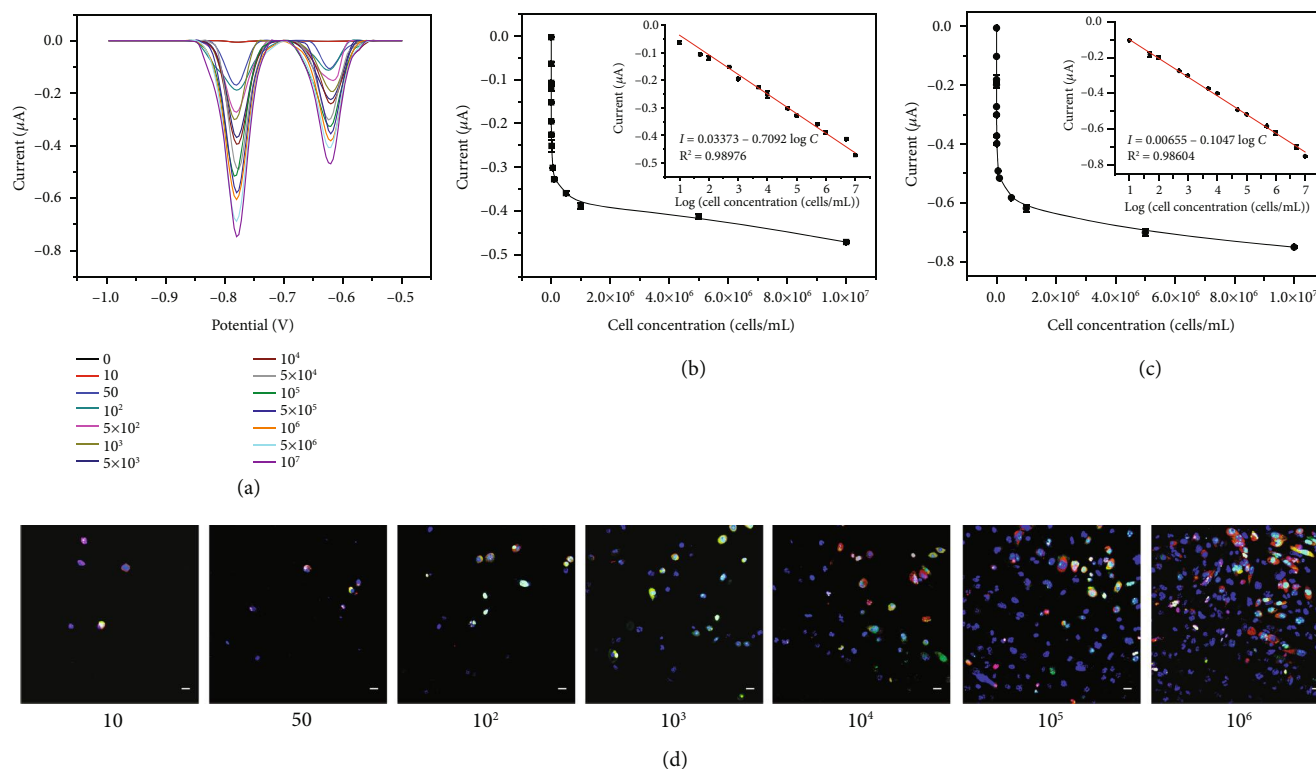 0.0
−0.2
−0.4
−0.6
−0.8
Current (μA)
−1.0 −0.9 −0.8 −0.7 −0.6 −0.5
Potential (V)
0 10⁴
10 5×10⁴
50 10⁵
10² 5×10⁵
5×10² 10⁶
10³ 5×10⁶
5×10³ 10⁷
(a)
0.0
−0.1
−0.2
−0.3
−0.4
−0.5
Current (μA)
0.0 2.0×10⁶ 4.0×10⁶ 6.0×10⁶ 8.0×10⁶ 1.0×10⁷
Cell concentration (cells/mL)
0.0
−0.1
−0.2
−0.3
−0.4
−0.5
Current (μA)
I = 0.03373 − 0.7092 log C
R² = 0.98976
1 2 3 4 5 6 7
Log (cell concentration (cells/mL))
(b)
0.0
−0.2
−0.4
−0.6
−0.8
Current (μA)
0.0 2.0×10⁶ 4.0×10⁶ 6.0×10⁶ 8.0×10⁶ 1.0×10⁷
Cell concentration (cells/mL)
0.0
−0.2
−0.4
−0.6
−0.8
Current (μA)
I = 0.00655 − 0.1047 log C
R² = 0.98604
1 2 3 4 5 6 7
Log (cell concentration (cells/mL))
(c)
10 50 10² 10³ 10⁴ 10⁵ 10⁶
(d)